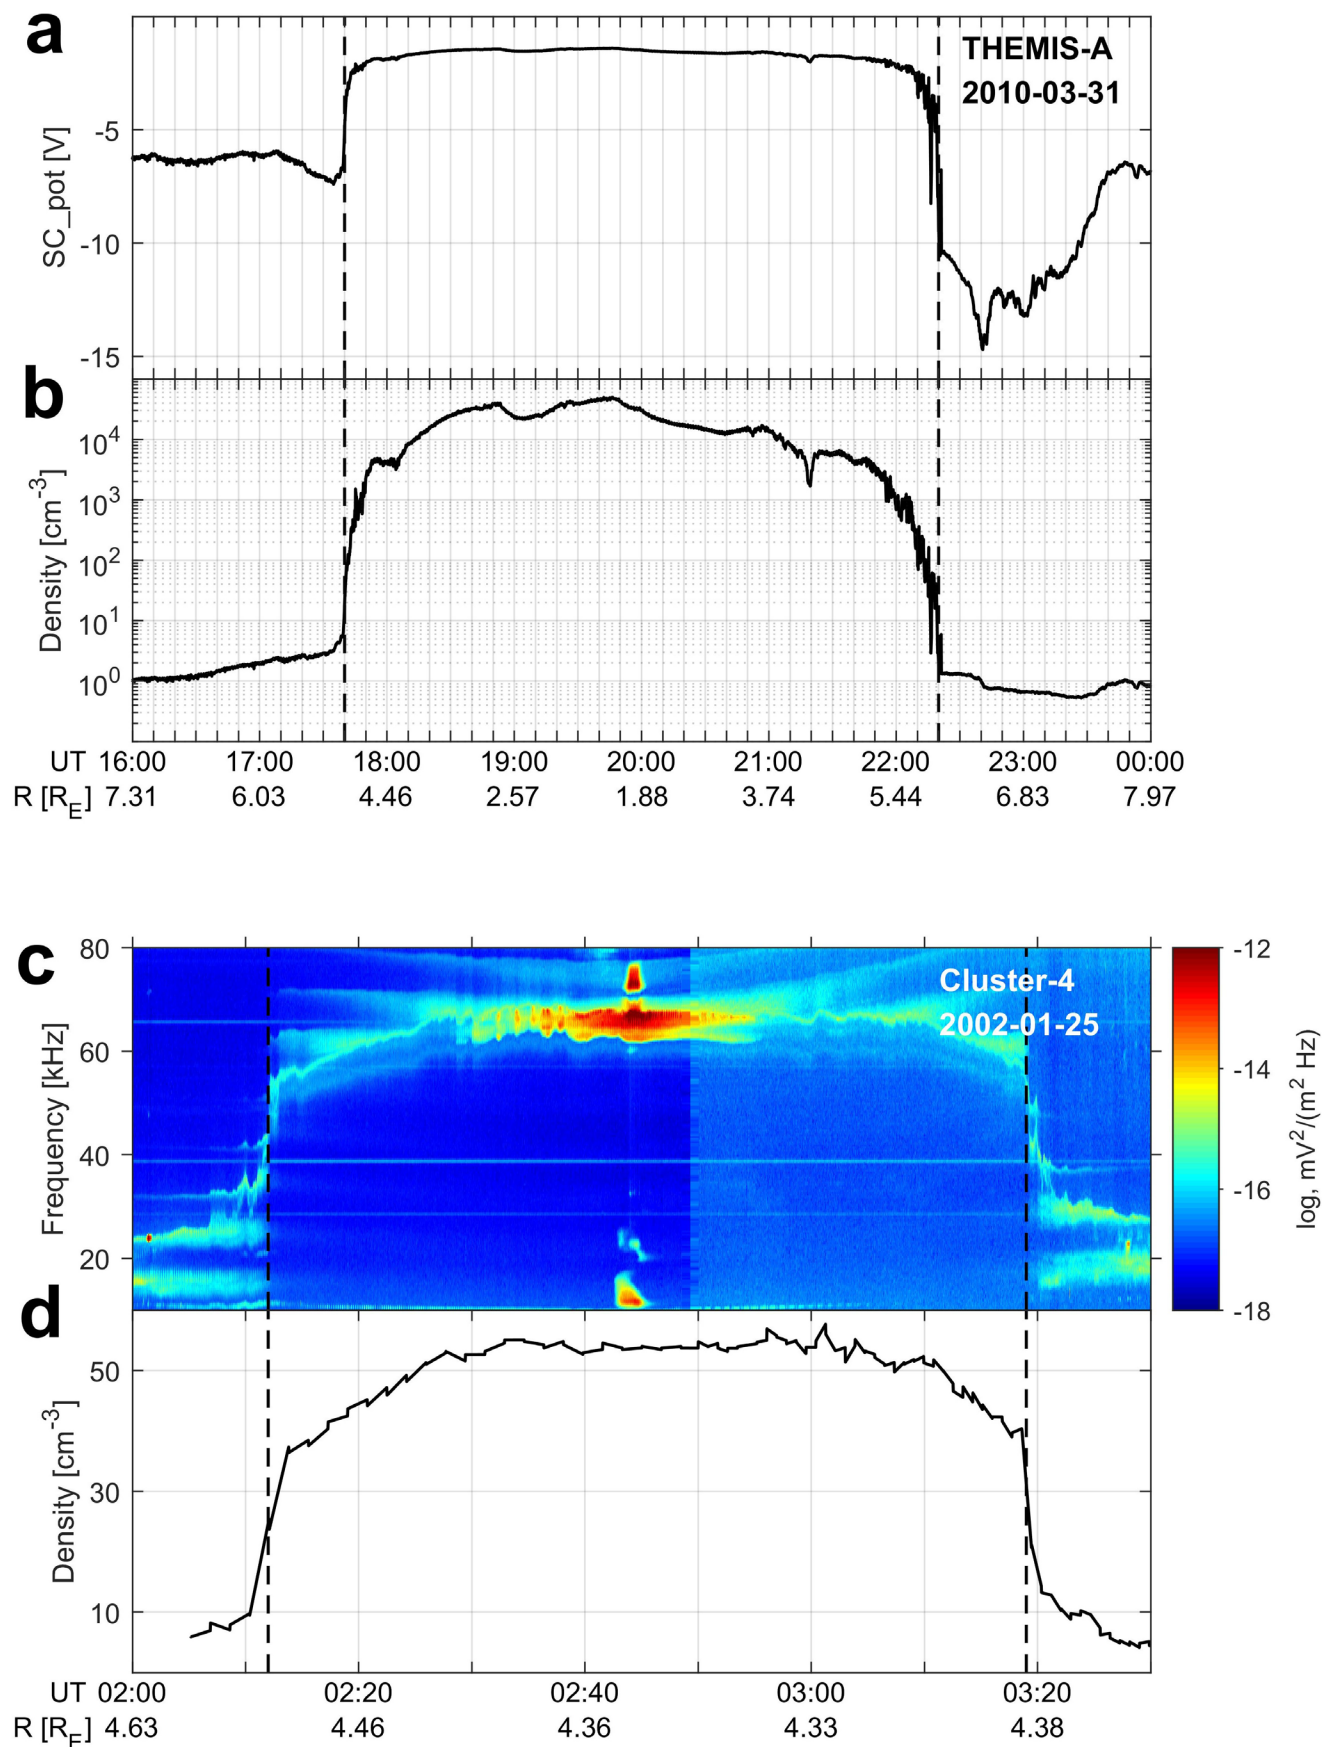 a
THEMIS-A
2010-03-31
SC_pot [V]
-5
-10
-15
b
Density [cm-3]
10^4
10^3
10^2
10^1
10^0
UT 16:00 17:00 18:00 19:00 20:00 21:00 22:00 23:00 00:00
R [R_E] 7.31 6.03 4.46 2.57 1.88 3.74 5.44 6.83 7.97
c
Cluster-4
2002-01-25
Frequency [kHz]
80
60
40
20
-12
-14
-16
-18
log, mV^2/(m^2 Hz)
d
Density [cm^-3]
50
30
10
UT 02:00 02:20 02:40 03:00 03:20
R [R_E] 4.63 4.46 4.36 4.33 4.38